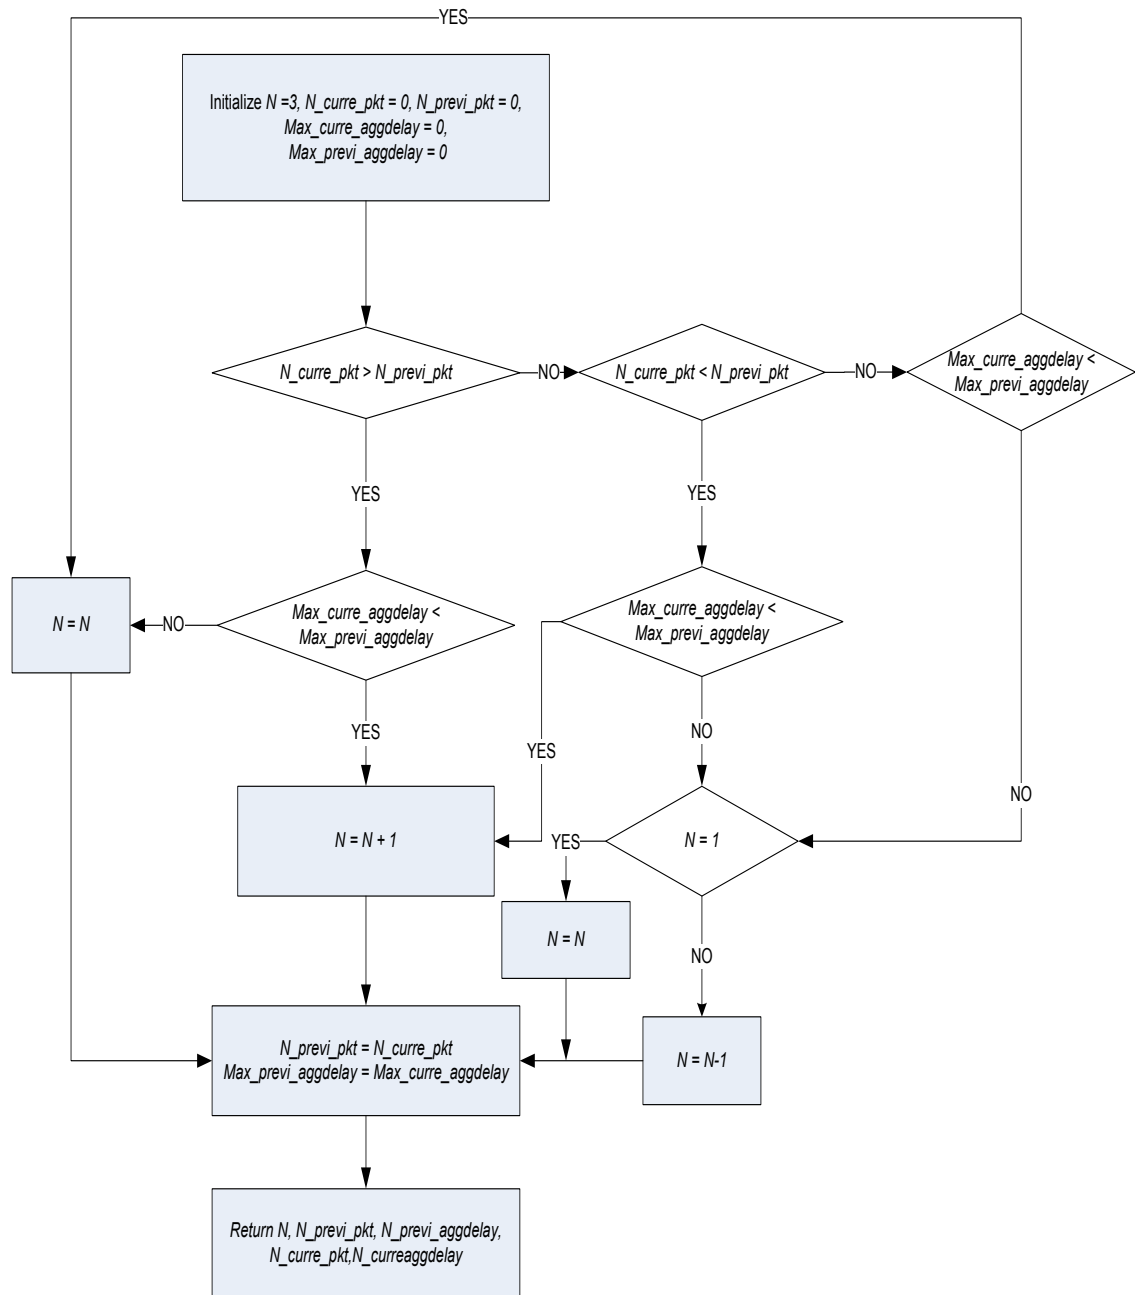 YES
Initialize N =3, N_curre_pkt = 0, N_previ_pkt = 0,
Max_curre_aggdelay = 0,
Max_previ_aggdelay = 0
N_curre_pkt > N_previ_pkt
NO
N_curre_pkt < N_previ_pkt
NO
Max_curre_aggdelay <
Max_previ_aggdelay
YES
YES
N = N
NO
Max_curre_aggdelay <
Max_previ_aggdelay
Max_curre_aggdelay <
Max_previ_aggdelay
YES
NO
YES
NO
N = N + 1
YES
N = 1
N = N
NO
N_previ_pkt = N_curre_pkt
Max_previ_aggdelay = Max_curre_aggdelay
N = N-1
Return N, N_previ_pkt, N_previ_aggdelay,
N_curre_pkt,N_curreaggdelay